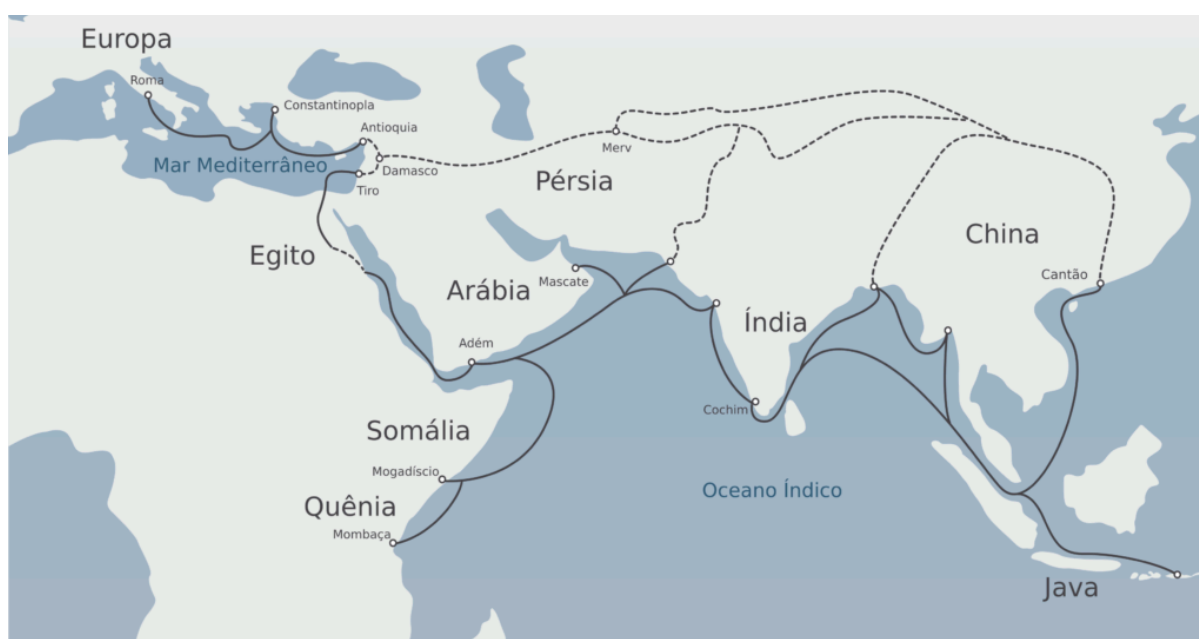 Europa
Roma
Constantinopla
Antioquia
Mar Mediterrâneo
Damasco
Merv
Tiro
Pérsia
Egito
China
Arábia
Mascate
Cantão
Índia
Adém
Cochim
Somália
Mogadíscio
Oceano Índico
Quênia
Mombaça
Java